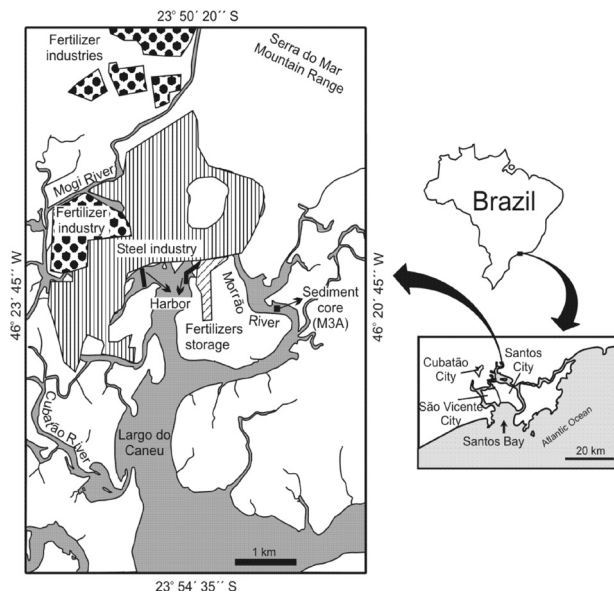 23° 50´ 20´´ S
Fertilizer
industries
Serra do Mar
Mountain Range
Mogi River
Fertilizer
industry
Steel industry
Harbor
Fertilizers
storage
Morrão
River
Sediment
core
(M3A)
46° 23´ 45´´ W
46° 20´ 45´´ W
Cubatão River
Largo do
Caneu
1 km
23° 54´ 35´´ S
Brazil
Cubatão
City
Santos
City
São Vicente
City
Santos Bay
Atlantic Ocean
20 km